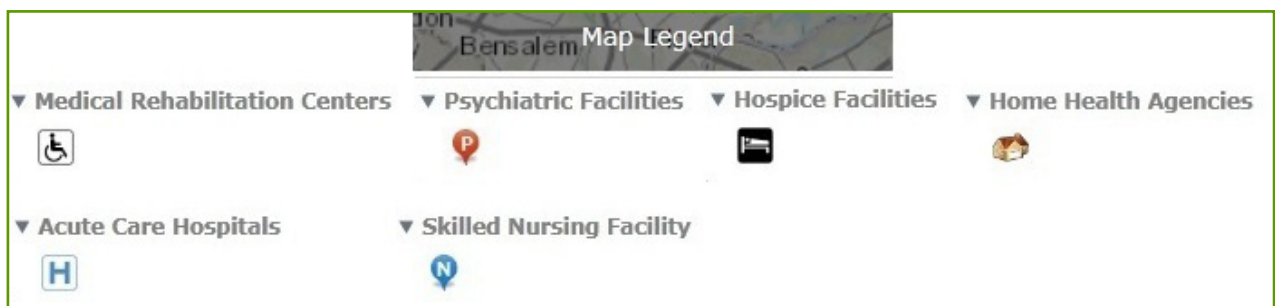 Bensalem
Map Legend
Medical Rehabilitation Centers
Psychiatric Facilities
Hospice Facilities
Home Health Agencies
P
Acute Care Hospitals
Skilled Nursing Facility
H
N